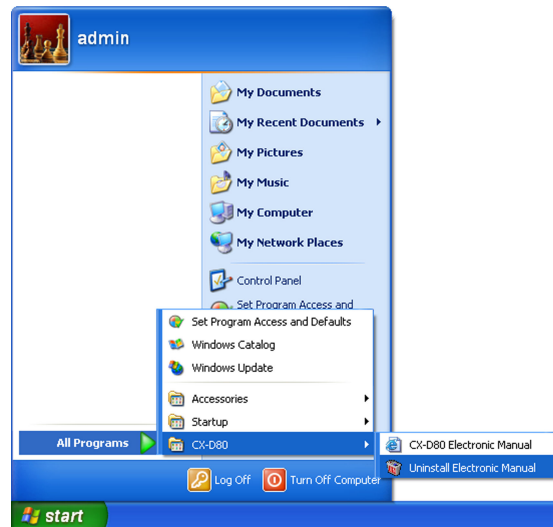 admin
My Documents
My Recent Documents
My Pictures
My Music
My Computer
My Network Places
Control Panel
Set Program Access and
Set Program Access and Defaults
Windows Catalog
Windows Update
Accessories
Startup
CX-D80
CX-D80 Electronic Manual
Uninstall Electronic Manual
All Programs
Log Off
Turn Off Computer
start